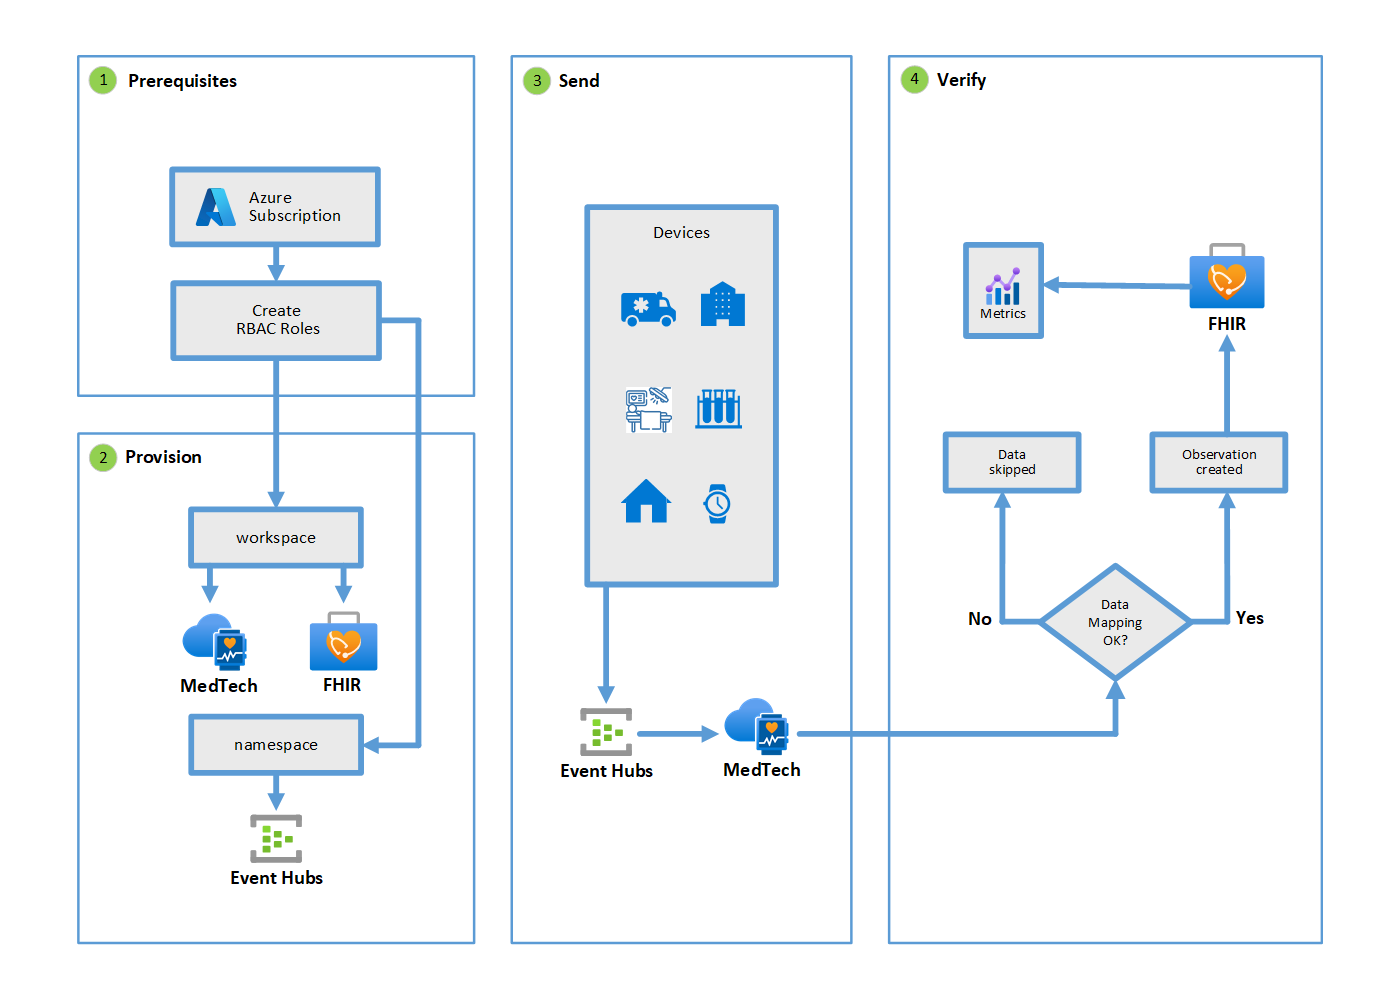 1 Prerequisites
Azure
Subscription
Create
RBAC Roles
2 Provision
workspace
MedTech
FHIR
namespace
Event Hubs
3 Send
Devices
Event Hubs
MedTech
4 Verify
Metrics
FHIR
Data
skipped
Observation
created
No
Data
Mapping
OK?
Yes